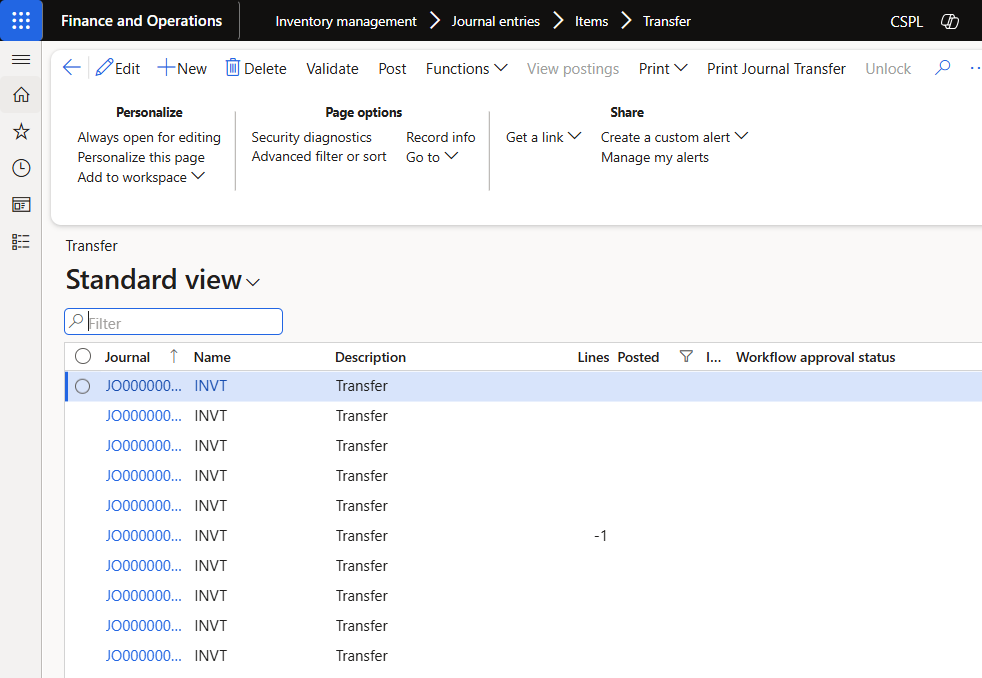 Finance and Operations Inventory management Journal entries Items Transfer CSPL
Edit New Delete Validate Post Functions View postings Print Print Journal Transfer Unlock
Personalize
Always open for editing
Personalize this page
Add to workspace
Page options
Security diagnostics Record info
Advanced filter or sort Go to
Get a link
Share
Create a custom alert
Manage my alerts
Transfer
Standard view
Filter
Journal Name Description Lines Posted I... Workflow approval status
JO000000... INVT Transfer
JO000000... INVT Transfer
JO000000... INVT Transfer
JO000000... INVT Transfer
JO000000... INVT Transfer
JO000000... INVT Transfer -1
JO000000... INVT Transfer
JO000000... INVT Transfer
JO000000... INVT Transfer
JO000000... INVT Transfer